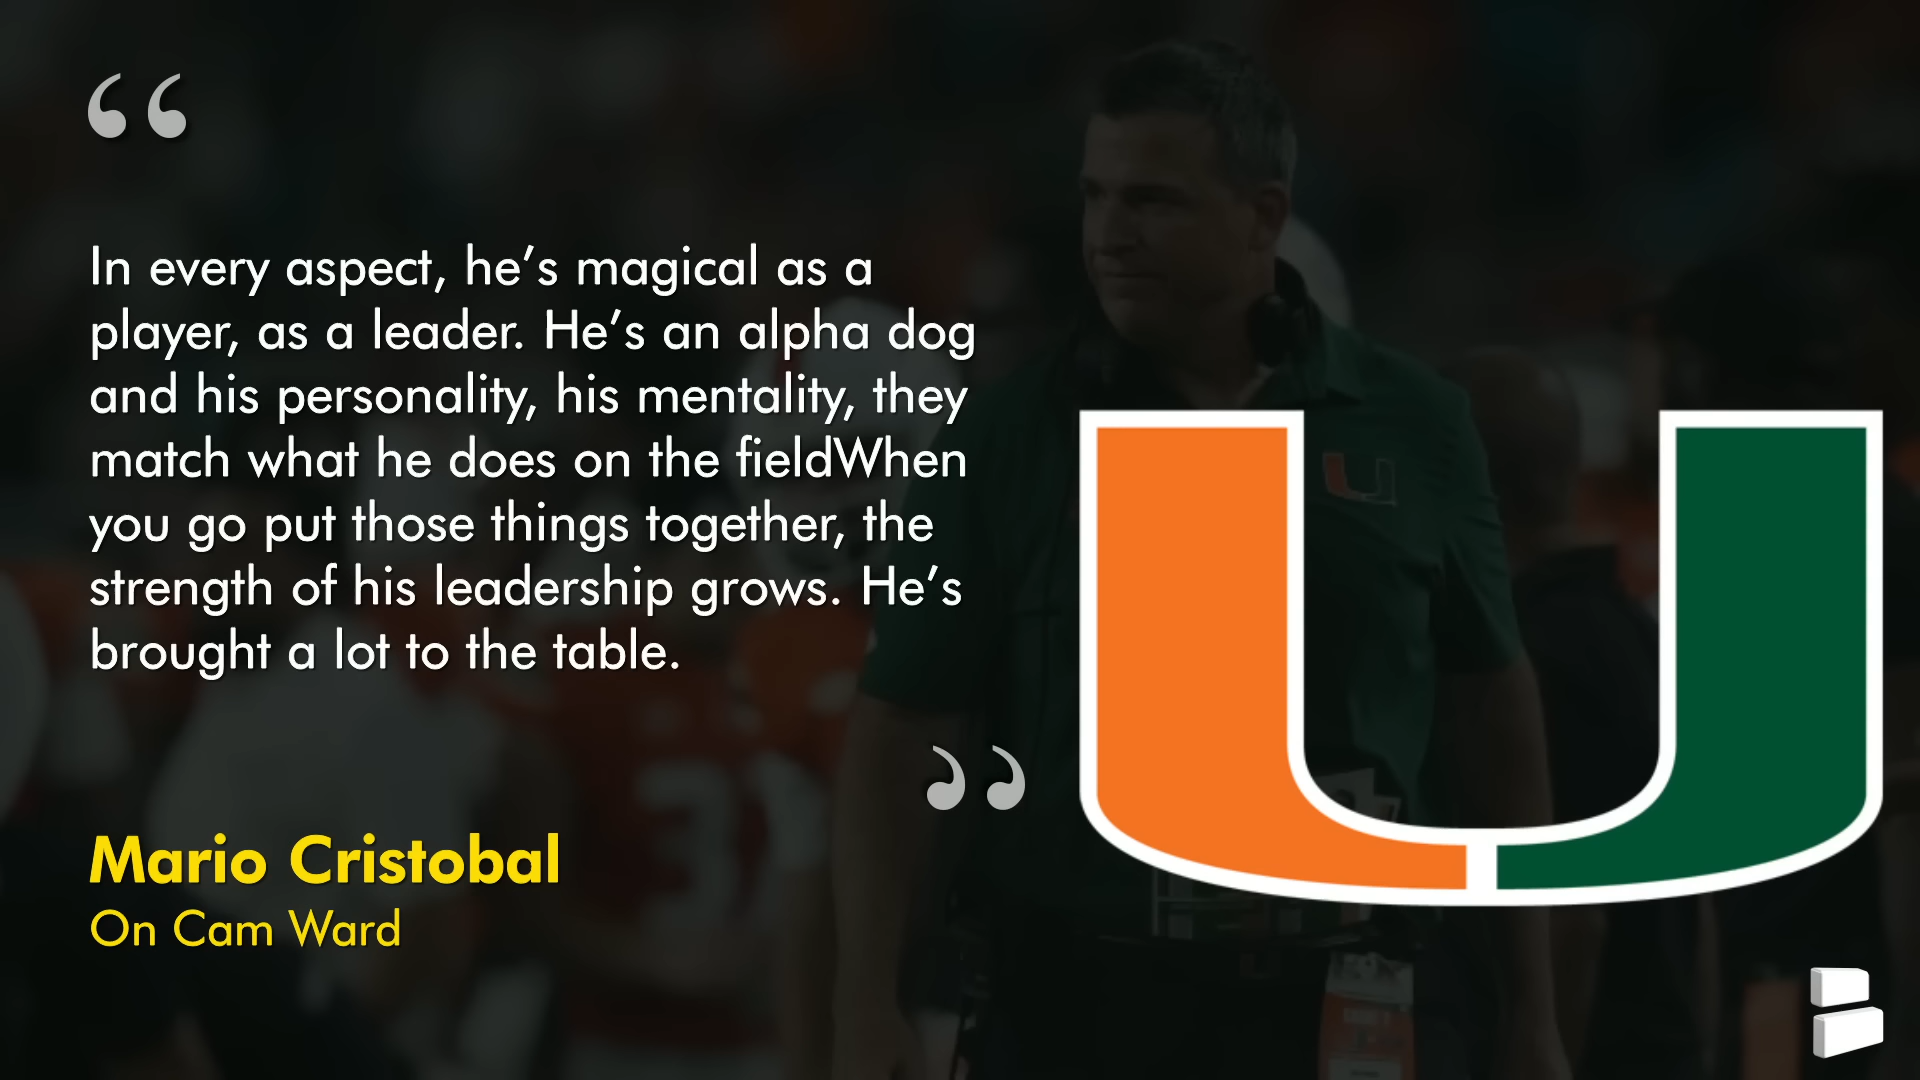 “
In every aspect, he’s magical as a
player, as a leader. He’s an alpha dog
and his personality, his mentality, they
match what he does on the fieldWhen
you go put those things together, the
strength of his leadership grows. He’s
brought a lot to the table.
”
Mario Cristobal
On Cam Ward